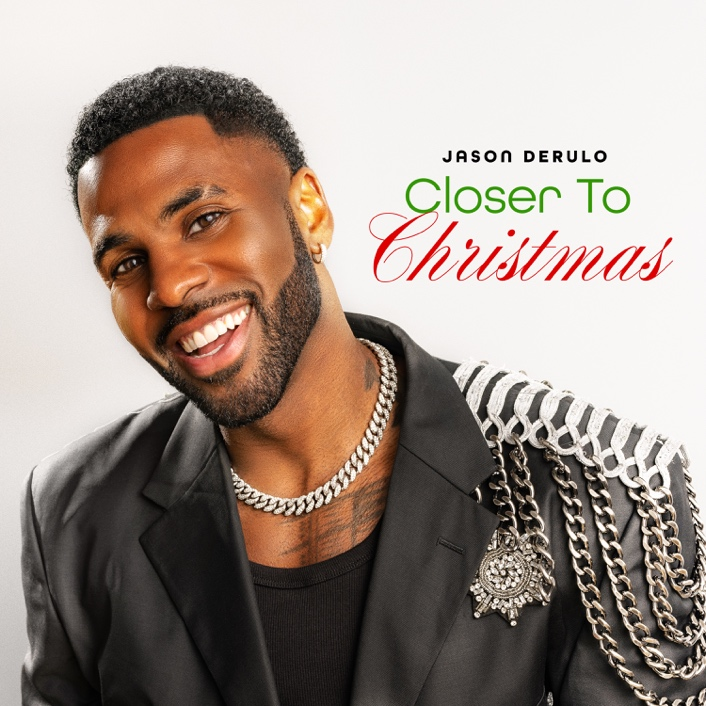 JASON DERULO
Closer To
Christmas